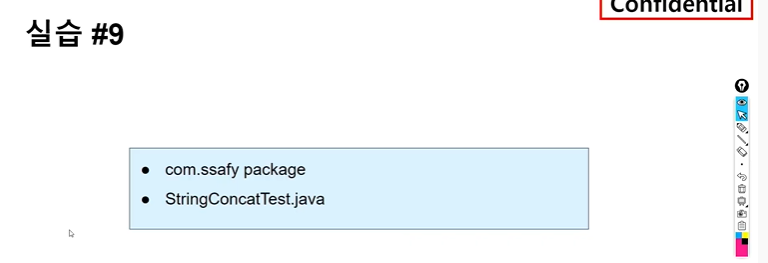 Confidential
실습 #9
● com.ssafy package
● StringConcatTest.java